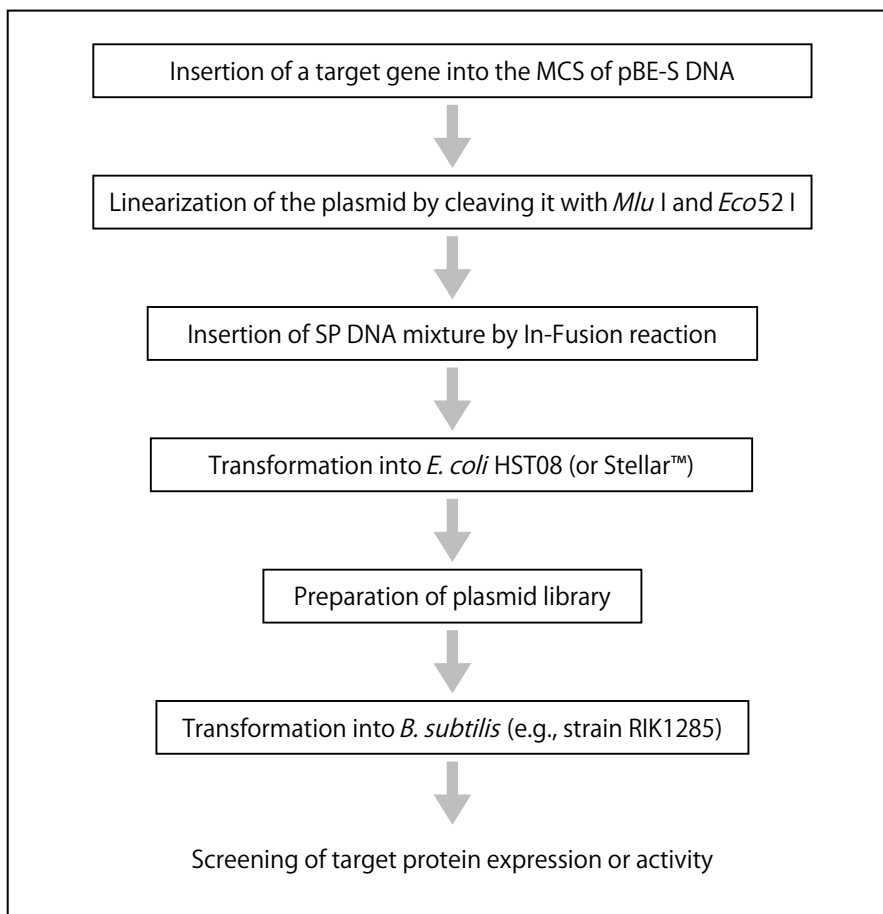 Insertion of a target gene into the MCS of pBE-S DNA
Linearization of the plasmid by cleaving it with Mlu I and Eco52 I
Insertion of SP DNA mixture by In-Fusion reaction
Transformation into E. coli HST08 (or Stellar™)
Preparation of plasmid library
Transformation into B. subtilis (e.g., strain RIK1285)
Screening of target protein expression or activity